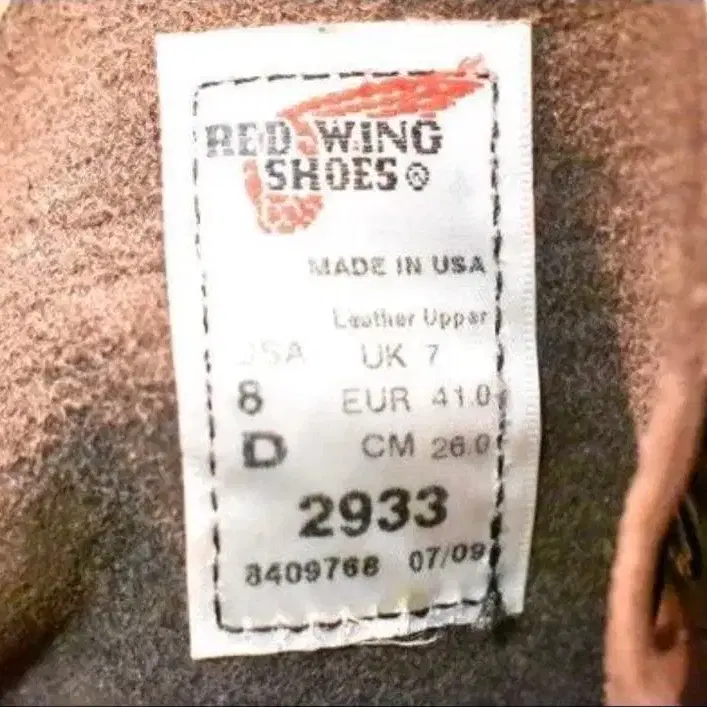 RED WING
SHOES®
MADE IN USA
Leather Upper
USA UK 7
8 EUR 41.0
D CM 26.0
2933
8409768 07/09